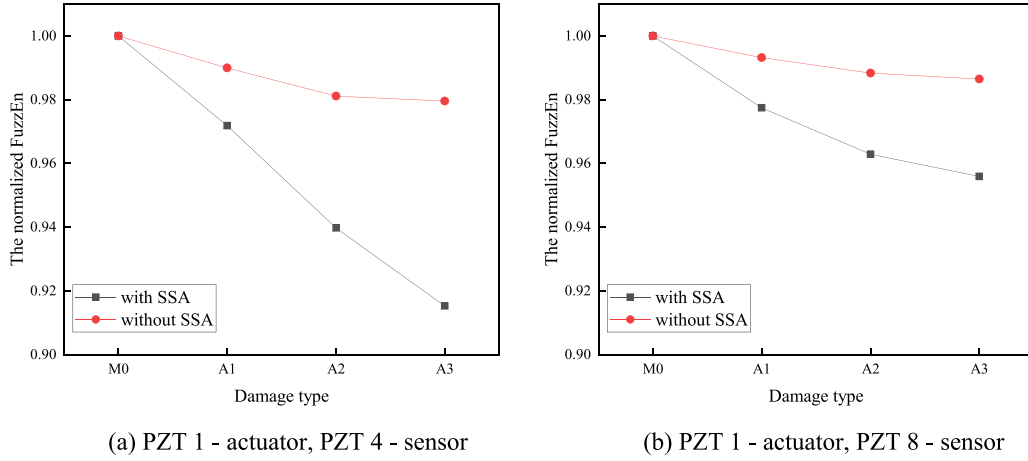 The normalized FuzzEn
1.00
0.98
0.96
0.94
0.92
0.90
with SSA
without SSA
M0 A1 A2 A3
Damage type
(a) PZT 1 - actuator, PZT 4 - sensor
The normalized FuzzEn
1.00
0.98
0.96
0.94
0.92
0.90
with SSA
without SSA
M0 A1 A2 A3
Damage type
(b) PZT 1 - actuator, PZT 8 - sensor